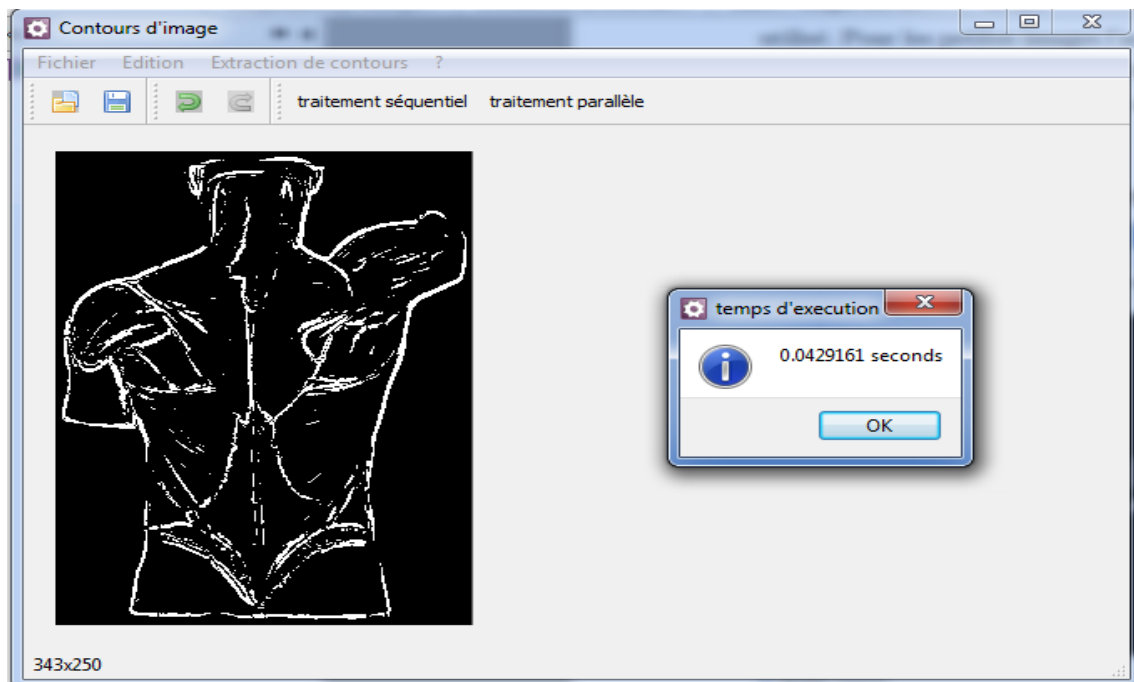 Contours d'image
Fichier Edition Extraction de contours ?
traitement séquentiel traitement parallèle
temps d'execution
0.0429161 seconds
OK
343x250